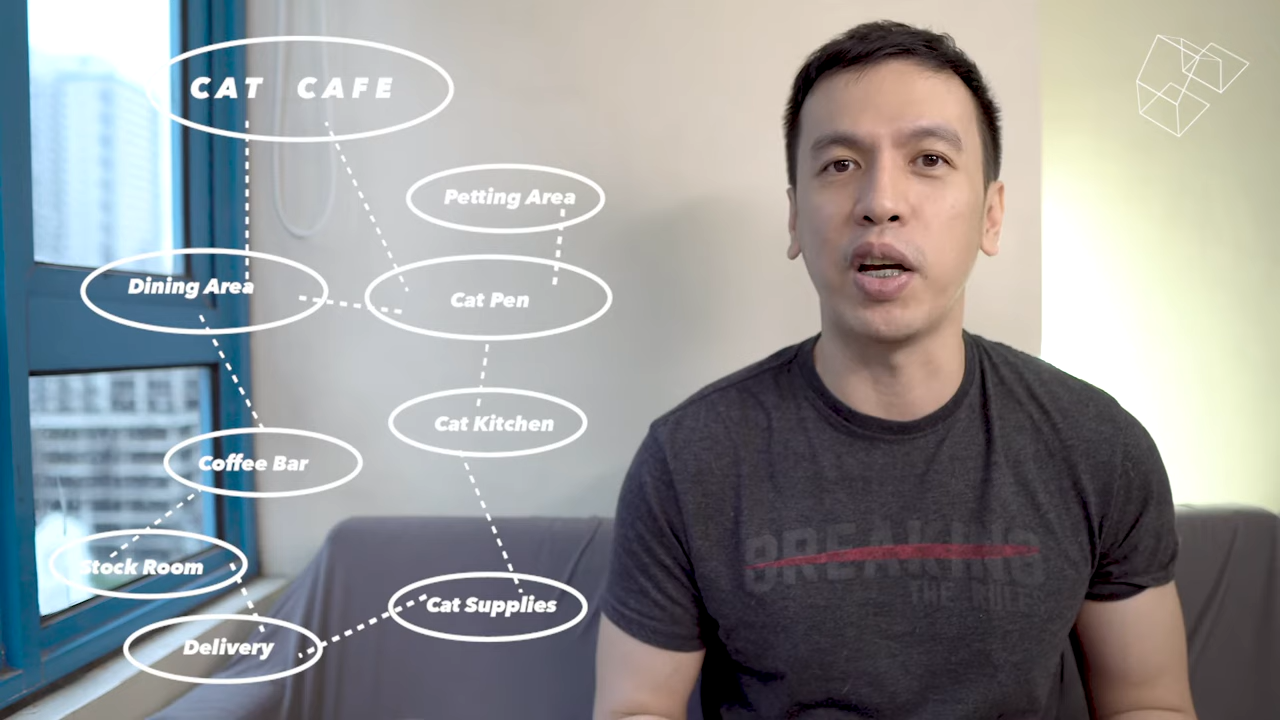 CAT CAFE
Petting Area
Dining Area
Cat Pen
Cat Kitchen
Coffee Bar
Stock Room
Cat Supplies
Delivery
BREAKING
THE RULES